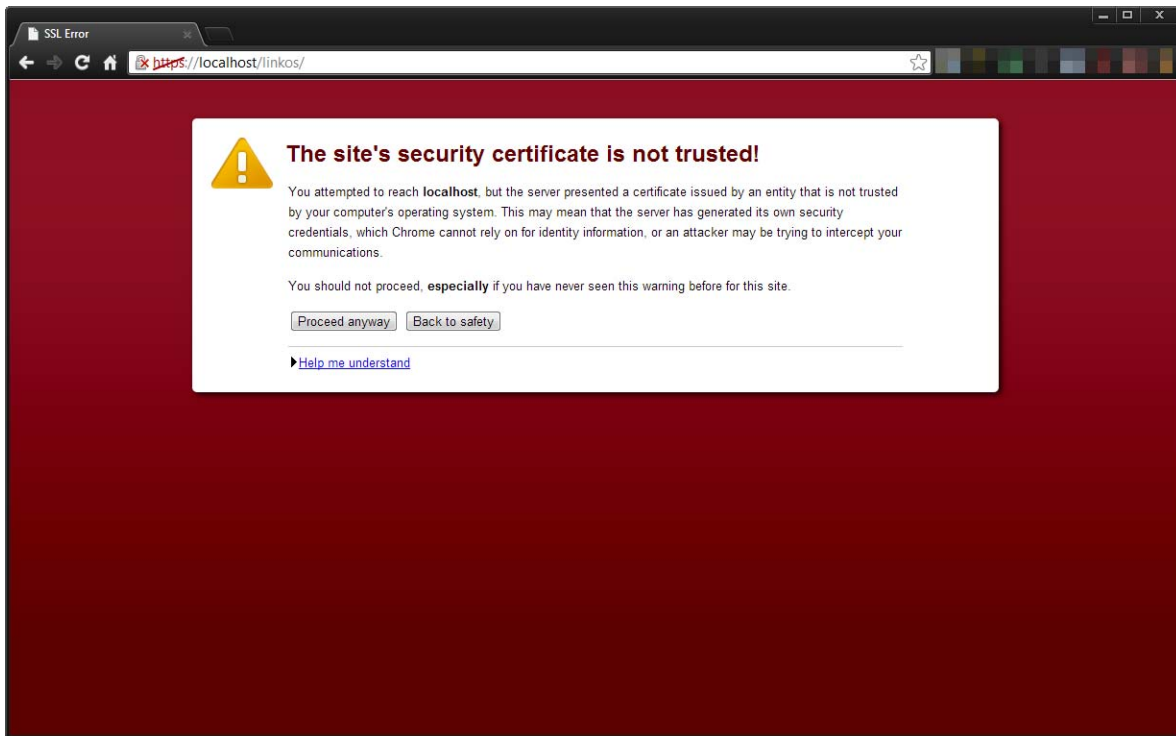 SSL Error
https://localhost/linkos/
The site's security certificate is not trusted!
You attempted to reach localhost, but the server presented a certificate issued by an entity that is not trusted
by your computer's operating system. This may mean that the server has generated its own security
credentials, which Chrome cannot rely on for identity information, or an attacker may be trying to intercept your
communications.
You should not proceed, especially if you have never seen this warning before for this site.
Proceed anyway Back to safety
Help me understand